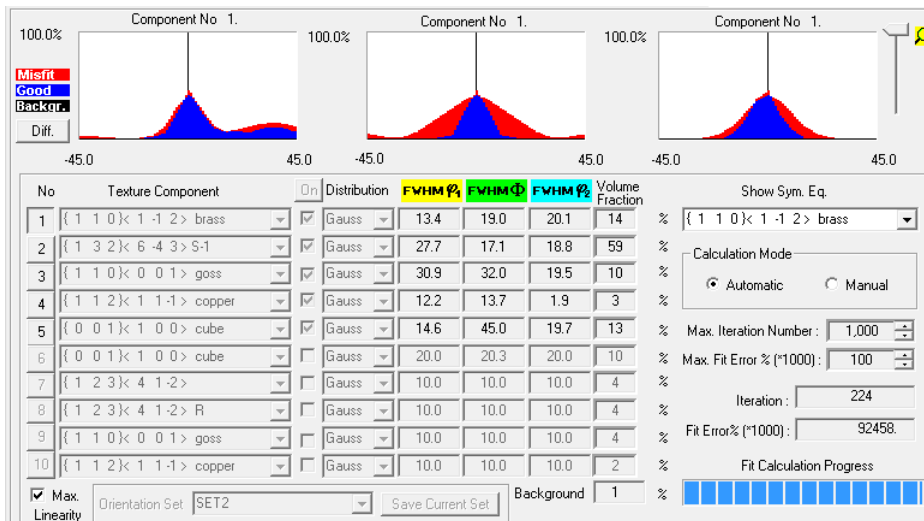 Component No 1. Component No 1. Component No 1.
100.0% 100.0% 100.0%
Misfit
Good
Backgr.
Diff.
-45.0 45.0 -45.0 45.0 -45.0 45.0
No Texture Component On Distribution FWHM φ1 FWHM Φ FWHM φ2 Volume Fraction
1 { 1 1 0}< 1 -1 2> brass Gauss 13.4 19.0 20.1 14 %
2 { 1 3 2}< 6 -4 3> S-1 Gauss 27.7 17.1 18.8 59 %
3 { 1 1 0}< 0 0 1> goss Gauss 30.9 32.0 19.5 10 %
4 { 1 1 2}< 1 1 -1> copper Gauss 12.2 13.7 1.9 3 %
5 { 0 0 1}< 1 0 0> cube Gauss 14.6 45.0 19.7 13 %
6 { 0 0 1}< 1 0 0> cube Gauss 20.0 20.3 20.0 10 %
7 { 1 2 3}< 4 1 -2> Gauss 10.0 10.0 10.0 4 %
8 { 1 2 3}< 4 1 -2> R Gauss 10.0 10.0 10.0 4 %
9 { 1 1 0}< 0 0 1> goss Gauss 10.0 10.0 10.0 4 %
10 { 1 1 2}< 1 1 -1> copper Gauss 10.0 10.0 10.0 2 %
Max. Linearity Orientation Set SET2 Save Current Set Background 1 %
Show Sym. Eq.
{ 1 1 0}< 1 -1 2> brass
Calculation Mode
Automatic Manual
Max. Iteration Number : 1,000
Max. Fit Error % (*1000) : 100
Iteration : 224
Fit Error% (*1000) : 92458.
Fit Calculation Progress